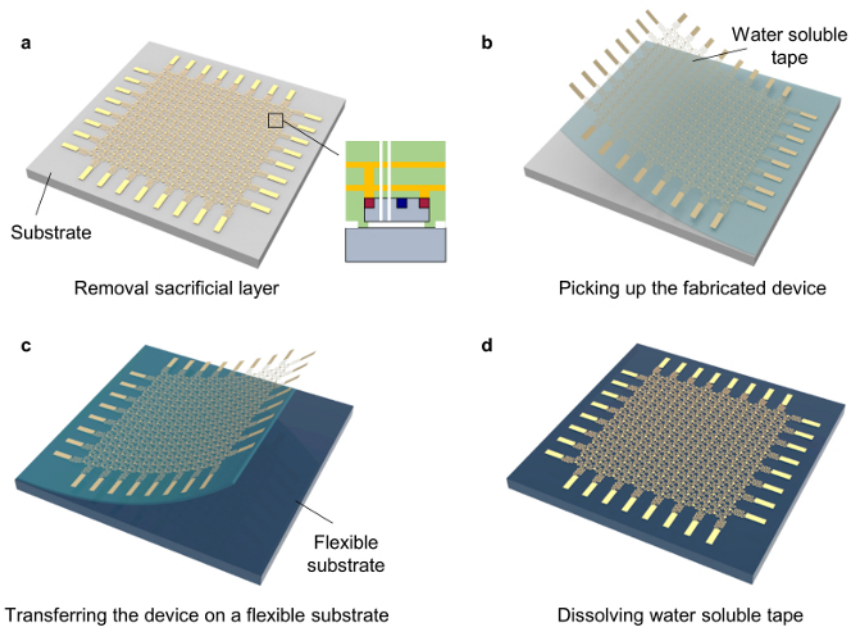 a
Substrate
Removal sacrificial layer
b
Water soluble
tape
Picking up the fabricated device
c
Flexible
substrate
Transferring the device on a flexible substrate
d
Dissolving water soluble tape